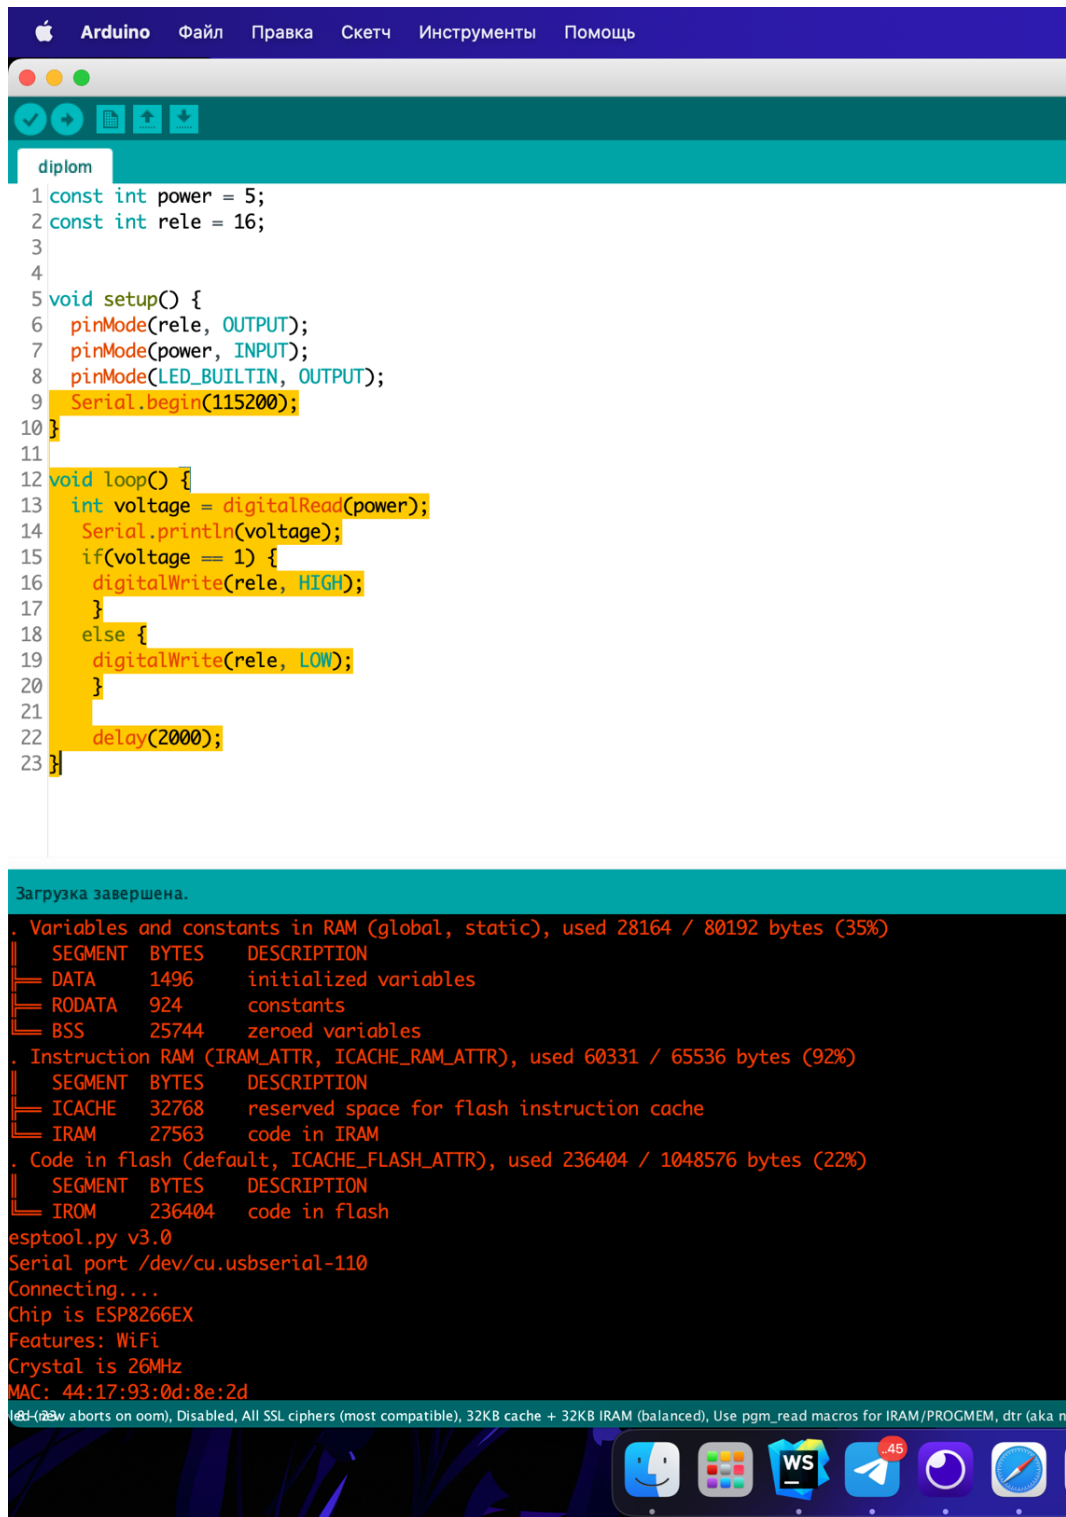 Arduino Файл Правка Скетч Инструменты Помощь
diplom
1 const int power = 5;
2 const int rele = 16;
3
4
5 void setup() {
6 pinMode(rele, OUTPUT);
7 pinMode(power, INPUT);
8 pinMode(LED_BUILTIN, OUTPUT);
9 Serial.begin(115200);
10 }
11
12 void loop() {
13 int voltage = digitalRead(power);
14 Serial.println(voltage);
15 if(voltage == 1) {
16 digitalWrite(rele, HIGH);
17 }
18 else {
19 digitalWrite(rele, LOW);
20 }
21
22 delay(2000);
23 }
Загрузка завершена.
. Variables and constants in RAM (global, static), used 28164 / 80192 bytes (35%)
║ SEGMENT BYTES DESCRIPTION
╠══ DATA 1496 initialized variables
╠══ RODATA 924 constants
╚══ BSS 25744 zeroed variables
. Instruction RAM (IRAM_ATTR, ICACHE_RAM_ATTR), used 60331 / 65536 bytes (92%)
║ SEGMENT BYTES DESCRIPTION
╠══ ICACHE 32768 reserved space for flash instruction cache
╚══ IRAM 27563 code in IRAM
. Code in flash (default, ICACHE_FLASH_ATTR), used 236404 / 1048576 bytes (22%)
║ SEGMENT BYTES DESCRIPTION
╚══ IROM 236404 code in flash
esptool.py v3.0
Serial port /dev/cu.usbserial-110
Connecting....
Chip is ESP8266EX
Features: WiFi
Crystal is 26MHz
MAC: 44:17:93:0d:8e:2d
aborts on oom), Disabled, All SSL ciphers (most compatible), 32KB cache + 32KB IRAM (balanced), Use pgm_read macros for IRAM/PROGMEM, dtr (aka
WS
..45